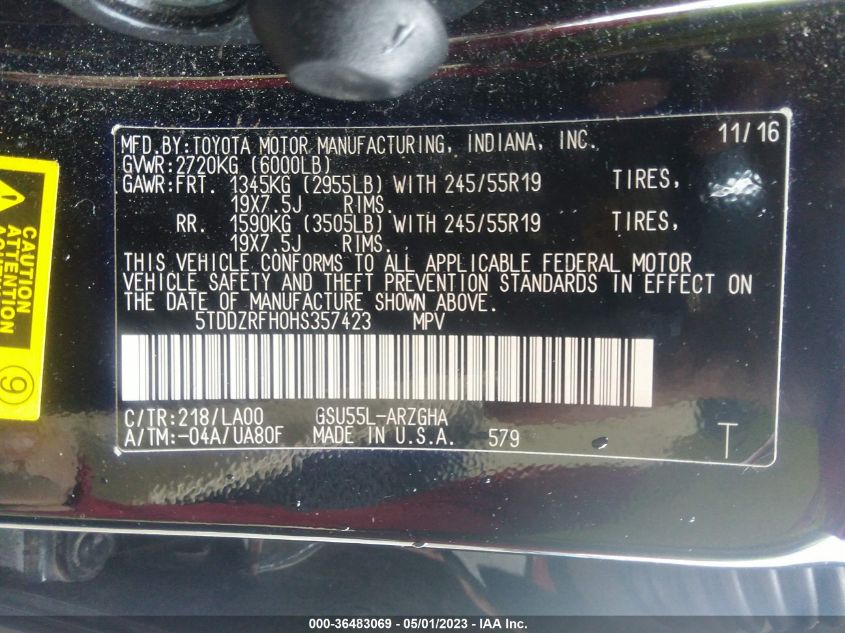 MFD.BY:TOYOTA MOTOR MANUFACTURING, INDIANA, INC. 11/16
GVWR:2720KG (6000LB)
GAWR:FRT. 1345KG (2955LB) WITH 245/55R19 TIRES,
19X7.5J RIMS.
RR. 1590KG (3505LB) WITH 245/55R19 TIRES,
19X7.5J RIMS.
THIS VEHICLE CONFORMS TO ALL APPLICABLE FEDERAL MOTOR
VEHICLE SAFETY AND THEFT PREVENTION STANDARDS IN EFFECT ON
THE DATE OF MANUFACTURE SHOWN ABOVE.
5TDDZRFH0HS357423 MPV
C/TR:218/LA00 GSU55L-ARZGHA
A/TM:-04A/UA80F MADE IN U.S.A. 579 T
CAUTION
ATTENTION
9
000-36483069 - 05/01/2023 - IAA Inc.